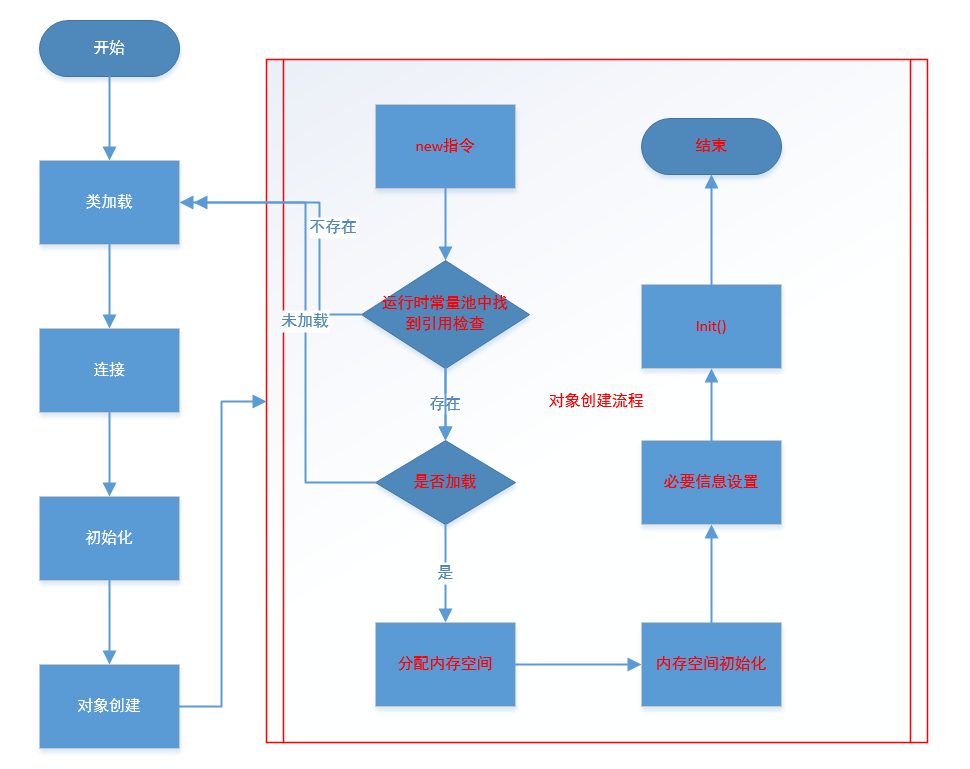 开始
类加载
连接
初始化
对象创建
new指令
不存在
运行时常量池中找
到引用检查
未加载
存在
是否加载
是
分配内存空间
内存空间初始化
必要信息设置
Init()
结束
对象创建流程